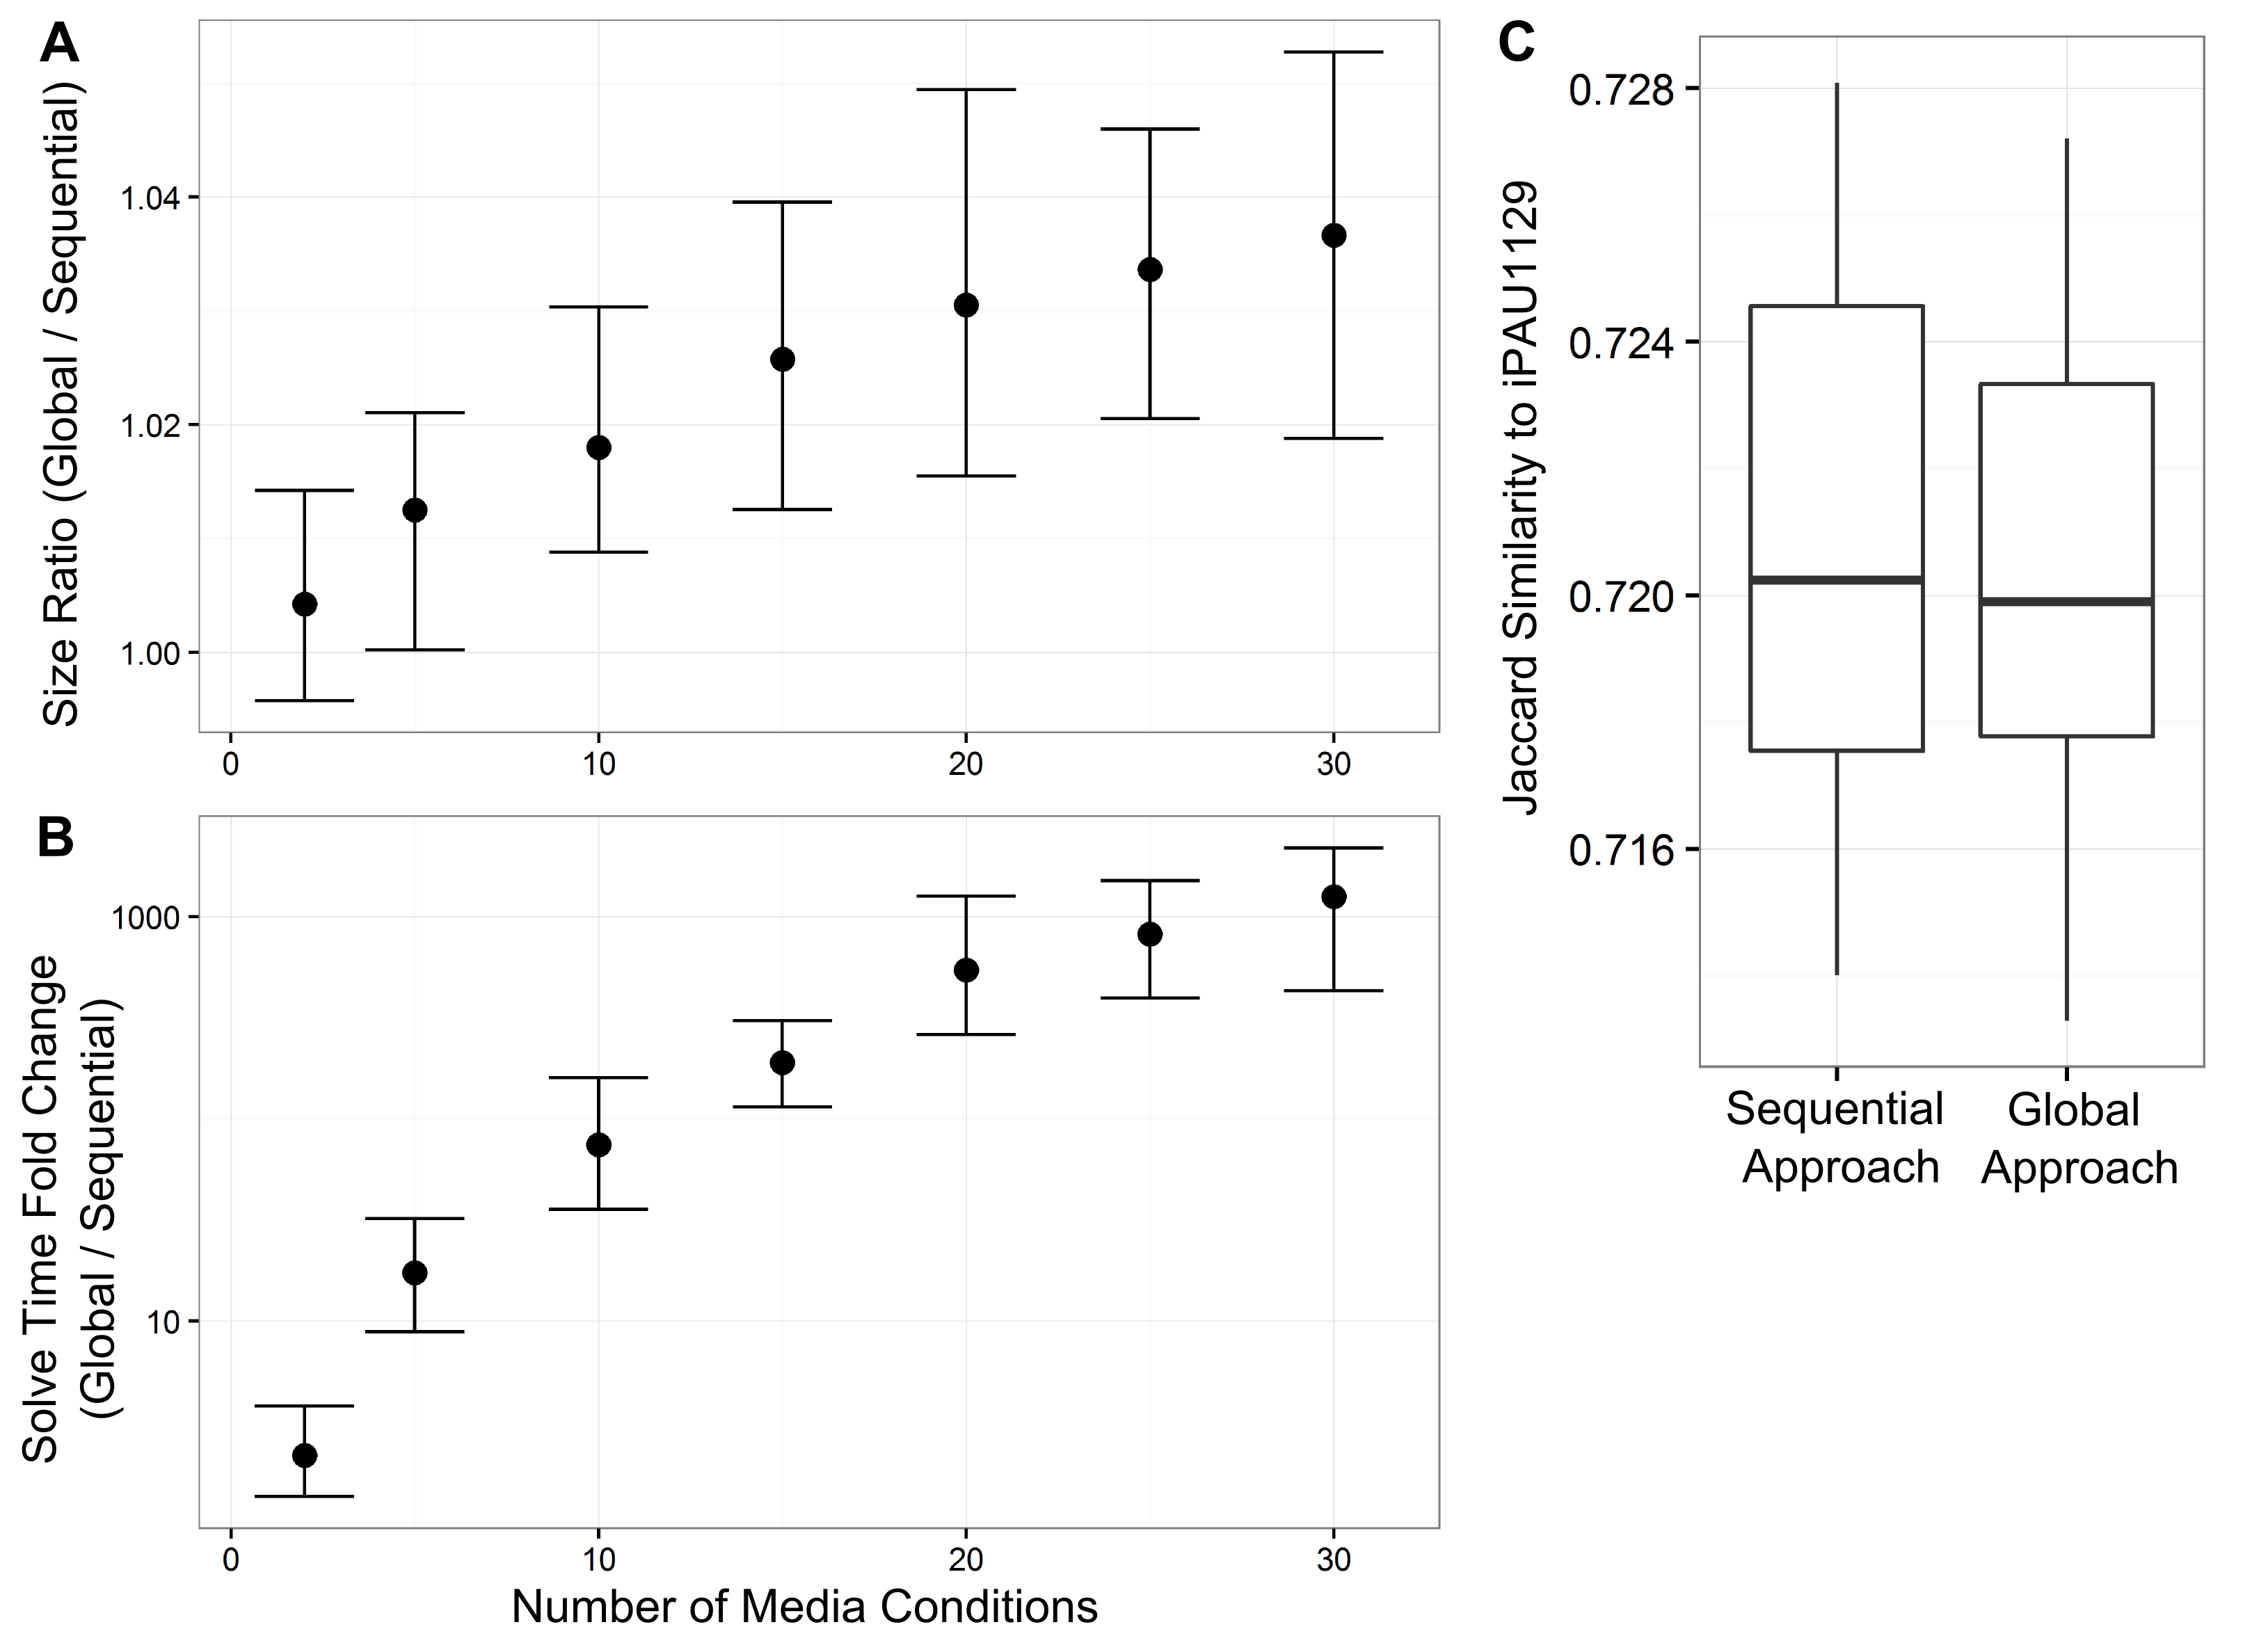 A
Size Ratio (Global / Sequential)
1.04
1.02
1.00
0
10
20
30
B
Solve Time Fold Change
(Global / Sequential)
1000
10
0
10
20
30
Number of Media Conditions
C
Jaccard Similarity to iPAU1129
0.728
0.724
0.720
0.716
Sequential
Approach
Global
Approach